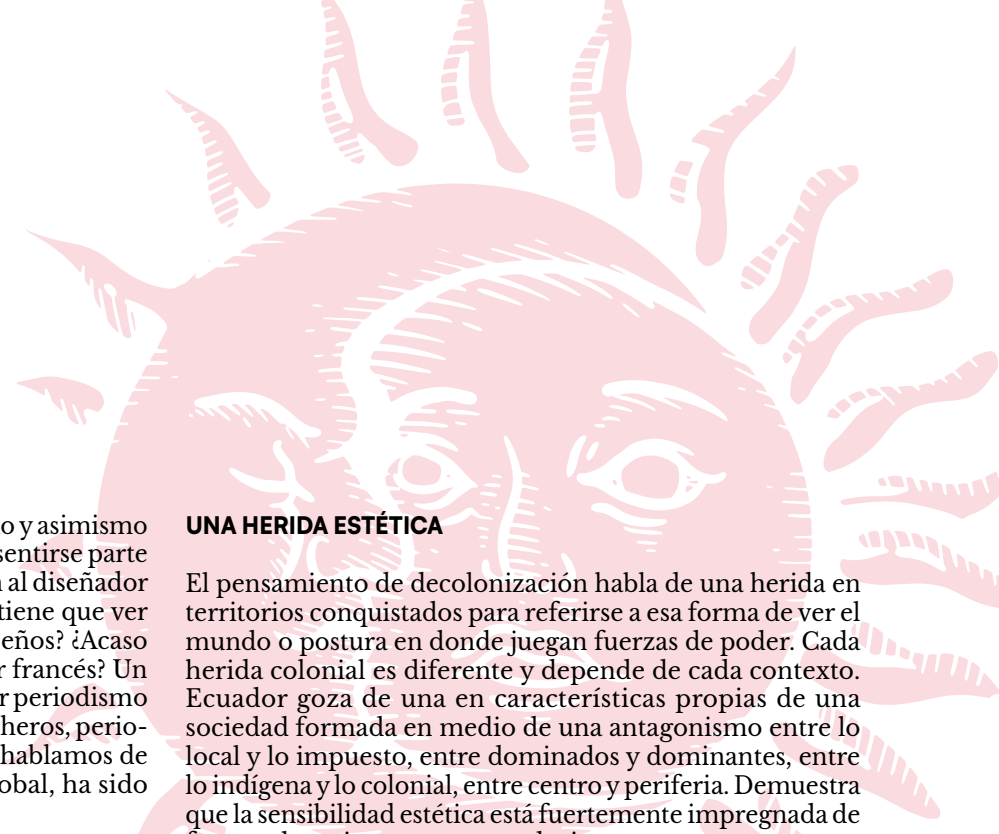 o y asimismo
sentirse parte
al diseñador
tiene que ver
eños? ¿Acaso
r francés? Un
r periodismo
heros, perio-
hablamos de
obal, ha sido
UNA HERIDA ESTÉTICA
El pensamiento de decolonización habla de una herida en
territorios conquistados para referirse a esa forma de ver el
mundo o postura en donde juegan fuerzas de poder. Cada
herida colonial es diferente y depende de cada contexto.
Ecuador goza de una en características propias de una
sociedad formada en medio de una antagonismo entre lo
local y lo impuesto, entre dominados y dominantes, entre
lo indígena y lo colonial, entre centro y periferia. Demuestra
que la sensibilidad estética está fuertemente impregnada de